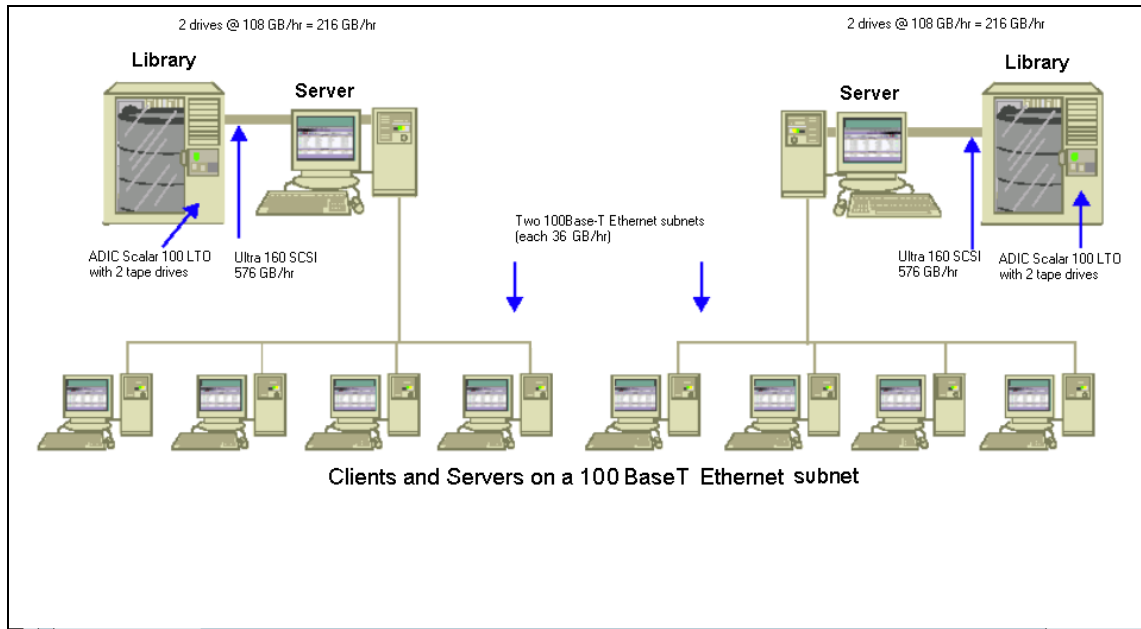 2 drives @ 108 GB/hr = 216 GB/hr
2 drives @ 108 GB/hr = 216 GB/hr
Library
Server
Server
Library
Two 100Base-T Ethernet subnets
(each 36 GB/hr)
ADIC Scalar 100 LTO
with 2 tape drives
Ultra 160 SCSI
576 GB/hr
Ultra 160 SCSI
576 GB/hr
ADIC Scalar 100 LTO
with 2 tape drives
Clients and Servers on a 100 BaseT Ethernet subnet